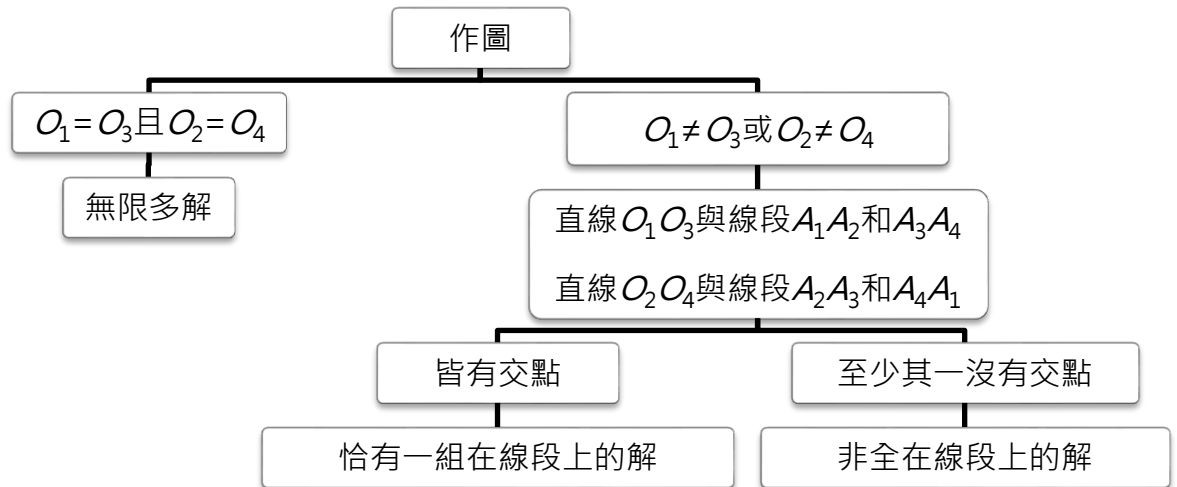 作圖
O₁=O₃且O₂=O₄
O₁≠O₃或O₂≠O₄
無限多解
直線O₁O₃與線段A₁A₂和A₃A₄
直線O₂O₄與線段A₂A₃和A₄A₁
皆有交點
至少其一沒有交點
恰有一組在線段上的解
非全在線段上的解